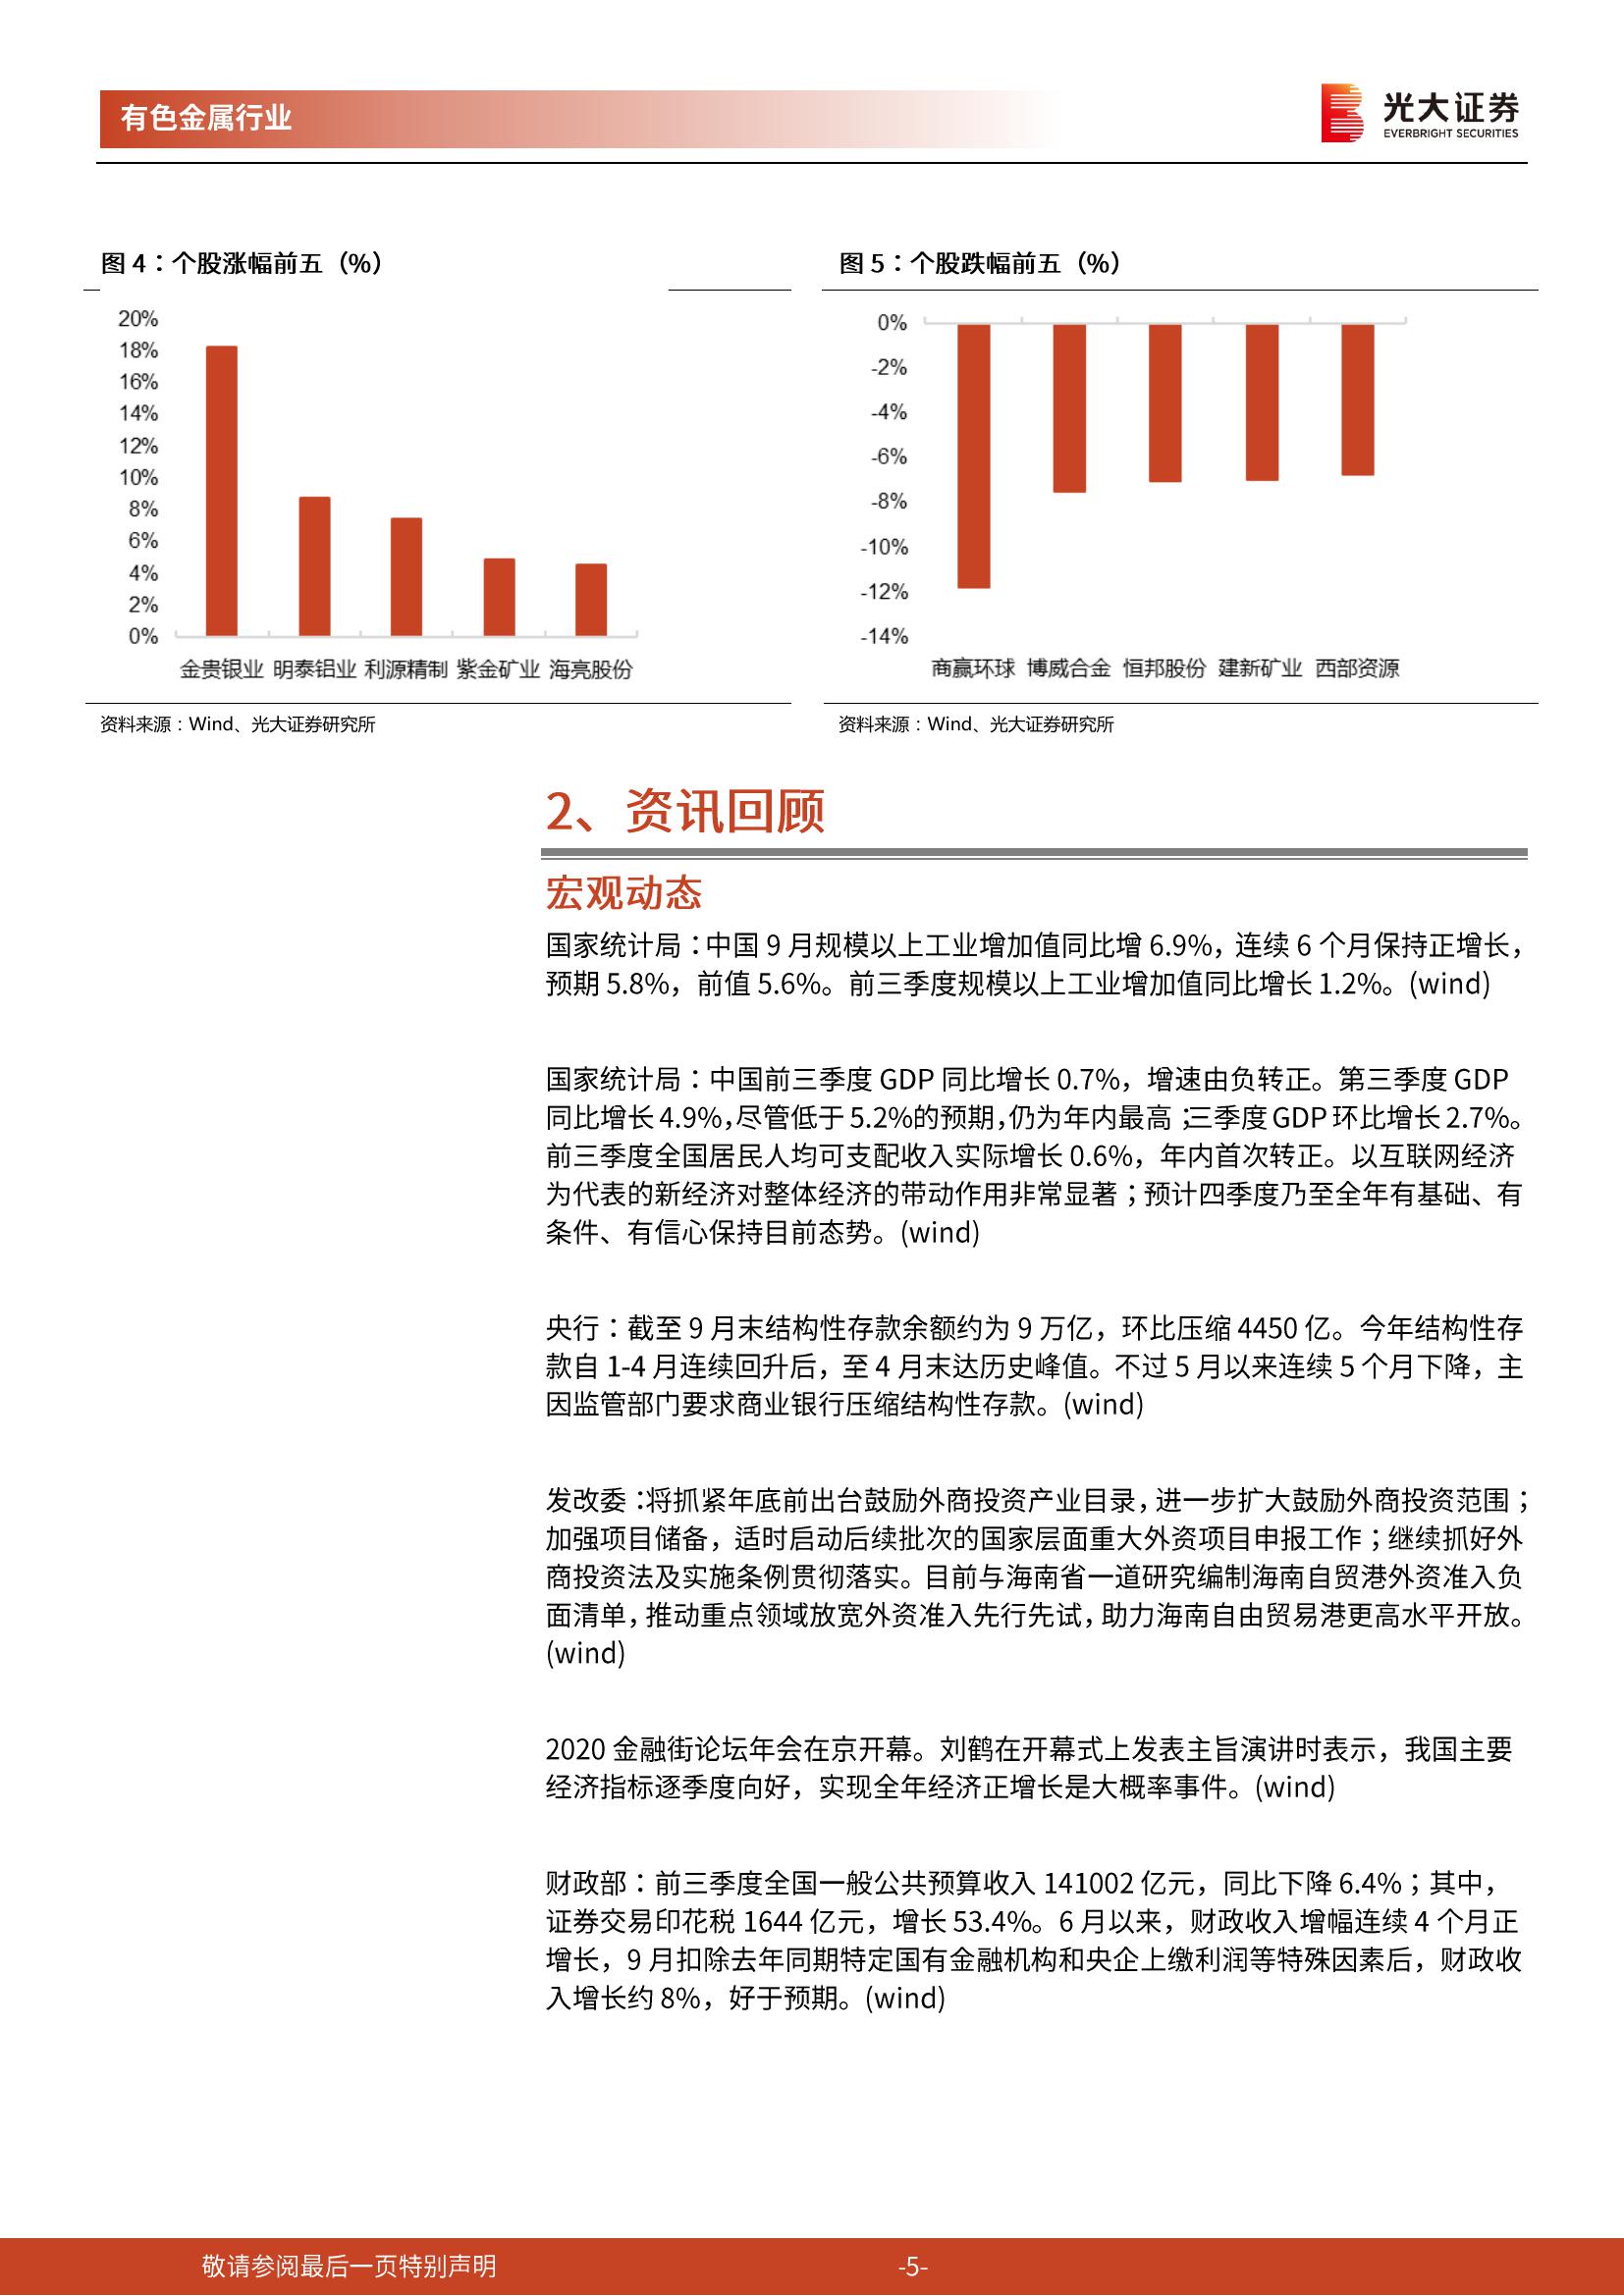 有色金属行业
光大证券
EVERBRIGHT SECURITIES
图 4：个股涨幅前五（%）
20%
18%
16%
14%
12%
10%
8%
6%
4%
2%
0%
金贵银业 明泰铝业 利源精制 紫金矿业 海亮股份
资料来源：Wind、光大证券研究所
图 5：个股跌幅前五（%）
0%
-2%
-4%
-6%
-8%
-10%
-12%
-14%
商赢环球 博威合金 恒邦股份 建新矿业 西部资源
资料来源：Wind、光大证券研究所
2、资讯回顾
宏观动态
国家统计局：中国 9 月规模以上工业增加值同比增 6.9%，连续 6 个月保持正增长，
预期 5.8%，前值 5.6%。前三季度规模以上工业增加值同比增长 1.2%。(wind)
国家统计局：中国前三季度 GDP 同比增长 0.7%，增速由负转正。第三季度 GDP
同比增长 4.9%，尽管低于 5.2%的预期，仍为年内最高；三季度 GDP 环比增长 2.7%。
前三季度全国居民人均可支配收入实际增长 0.6%，年内首次转正。以互联网经济
为代表的新经济对整体经济的带动作用非常显著；预计四季度乃至全年有基础、有
条件、有信心保持目前态势。(wind)
央行：截至 9 月末结构性存款余额约为 9 万亿，环比压缩 4450 亿。今年结构性存
款自 1-4 月连续回升后，至 4 月末达历史峰值。不过 5 月以来连续 5 个月下降，主
因监管部门要求商业银行压缩结构性存款。(wind)
发改委：将抓紧年底前出台鼓励外商投资产业目录，进一步扩大鼓励外商投资范围；
加强项目储备，适时启动后续批次的国家层面重大外资项目申报工作；继续抓好外
商投资法及实施条例贯彻落实。目前与海南省一道研究编制海南自贸港外资准入负
面清单，推动重点领域放宽外资准入先行先试，助力海南自由贸易港更高水平开放。
(wind)
2020 金融街论坛年会在京开幕。刘鹤在开幕式上发表主旨演讲时表示，我国主要
经济指标逐季度向好，实现全年经济正增长是大概率事件。(wind)
财政部：前三季度全国一般公共预算收入 141002 亿元，同比下降 6.4%；其中，
证券交易印花税 1644 亿元，增长 53.4%。6 月以来，财政收入增幅连续 4 个月正
增长，9 月扣除去年同期特定国有金融机构和央企上缴利润等特殊因素后，财政收
入增长约 8%，好于预期。(wind)
敬请参阅最后一页特别声明
-5-